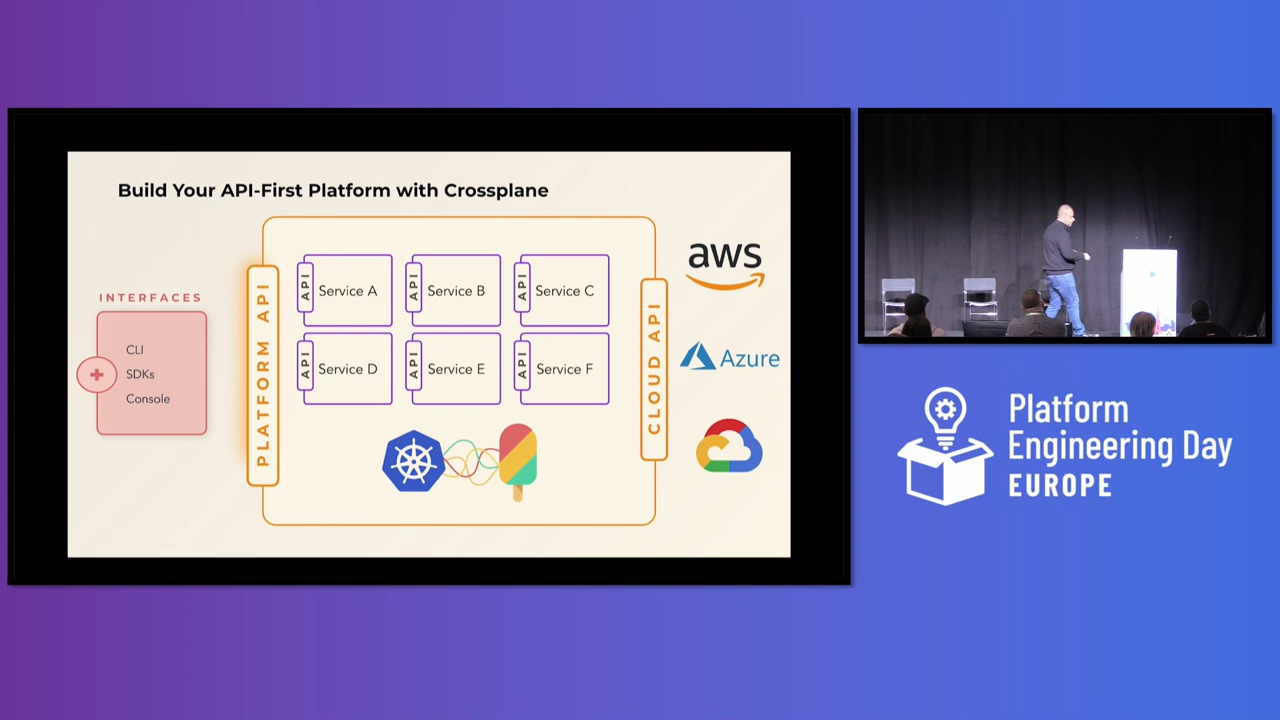 Build Your API-First Platform with Crossplane
INTERFACES
CLI
SDKs
Console
PLATFORM API
API
Service A
API
Service B
API
Service C
API
Service D
API
Service E
API
Service F
CLOUD API
aws
Azure
Platform
Engineering Day
EUROPE